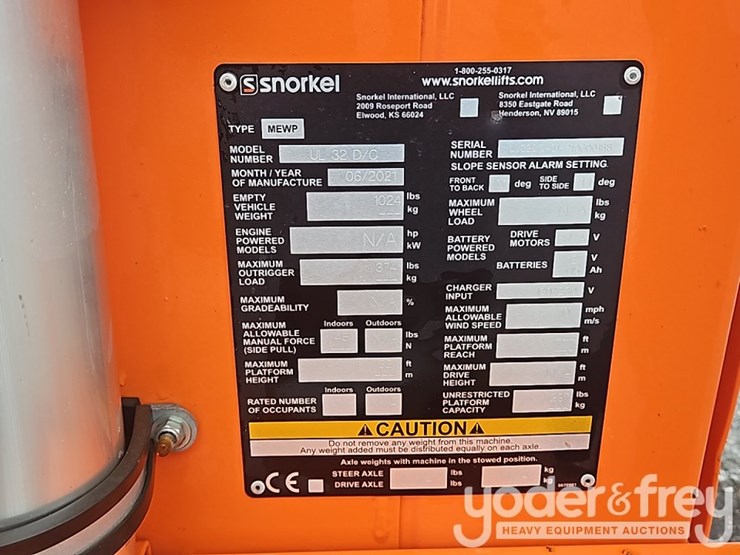 1-800-255-0317
snorkel
www.snorkellifts.com
Snorkel International, LLC
2009 Roseport Road
Elwood, KS 66024
Snorkel International, LLC
8350 Eastgate Road
Henderson, NV 89015
TYPE MEWP
MODEL NUMBER UL 32 D/C
MONTH / YEAR OF MANUFACTURE 06/2021
EMPTY VEHICLE WEIGHT 1024 lbs
--- kg
ENGINE POWERED MODELS N/A hp
kW
MAXIMUM OUTRIGGER LOAD lbs
kg
MAXIMUM GRADEABILITY %
Indoors Outdoors
MAXIMUM ALLOWABLE MANUAL FORCE (SIDE PULL) lbs
N
MAXIMUM PLATFORM HEIGHT ft
m
Indoors Outdoors
RATED NUMBER OF OCCUPANTS
SERIAL NUMBER
SLOPE SENSOR ALARM SETTING
FRONT TO BACK deg SIDE TO SIDE deg
MAXIMUM WHEEL LOAD lbs
kg
BATTERY POWERED MODELS
DRIVE MOTORS V
BATTERIES V
Ah
CHARGER INPUT V
MAXIMUM ALLOWABLE WIND SPEED mph
m/s
MAXIMUM PLATFORM REACH ft
m
MAXIMUM DRIVE HEIGHT ft
m
UNRESTRICTED PLATFORM CAPACITY lbs
kg
CAUTION
Do not remove any weight from this machine.
Any weight added must be distributed equally on each axle.
Axle weights with machine in the stowed position.
STEER AXLE lbs kg
DRIVE AXLE lbs kg
CE
yoder&frey
HEAVY EQUIPMENT AUCTIONS